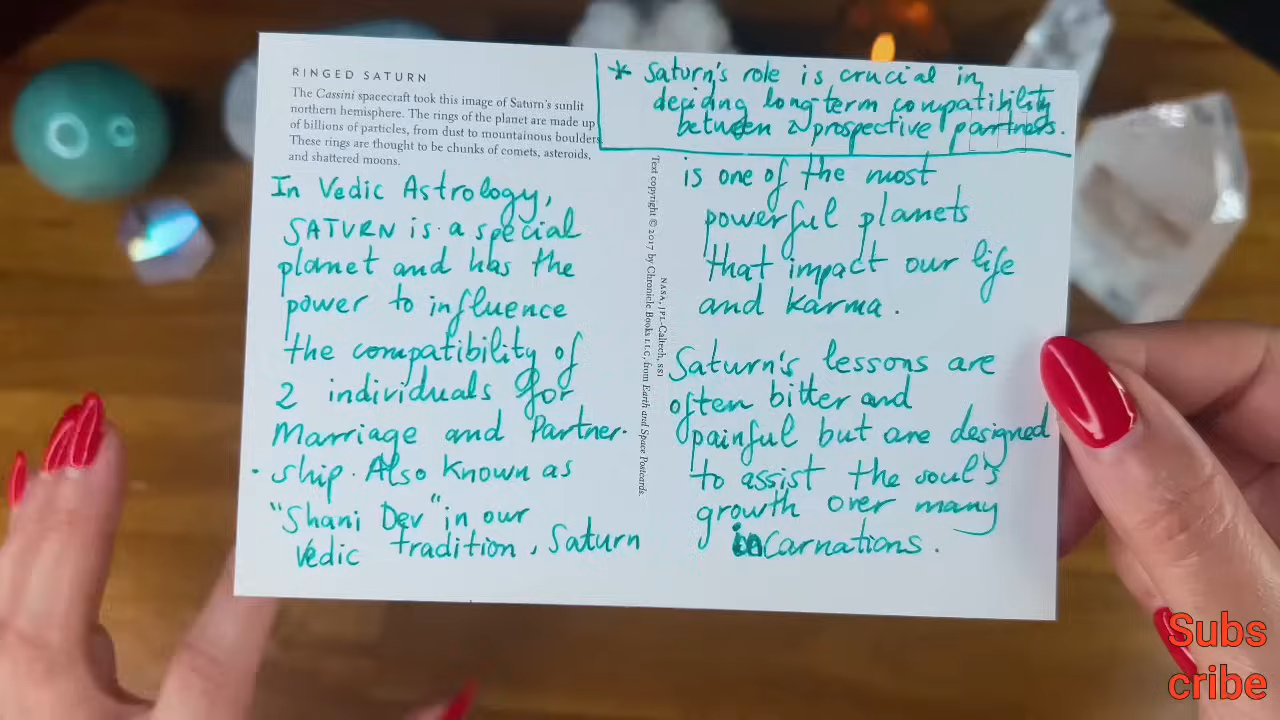 RINGED SATURN
The Cassini spacecraft took this image of Saturn's sunlit
northern hemisphere. The rings of the planet are made up
of billions of particles, from dust to mountainous boulders.
These rings are thought to be chunks of comets, asteroids,
and shattered moons.
In Vedic Astrology,
SATURN is a special
planet and has the
power to influence
the compatibility of
2 individuals for
Marriage and Partner-
ship. Also known as
"Shani Dev" in our
Vedic tradition, Saturn
* Saturn's role is crucial in
deciding long term compatibility
between 2 prospective partners.
is one of the most
powerful planets
that impact our life
and karma.
Saturn's lessons are
often bitter and
painful but are designed
to assist the soul's
growth over many
incarnations.
Text copyright © 2017 by Chronicle Books LLC, from Earth and Space Postcards.
NASA, JPL-Caltech, SSI
Subs
cribe